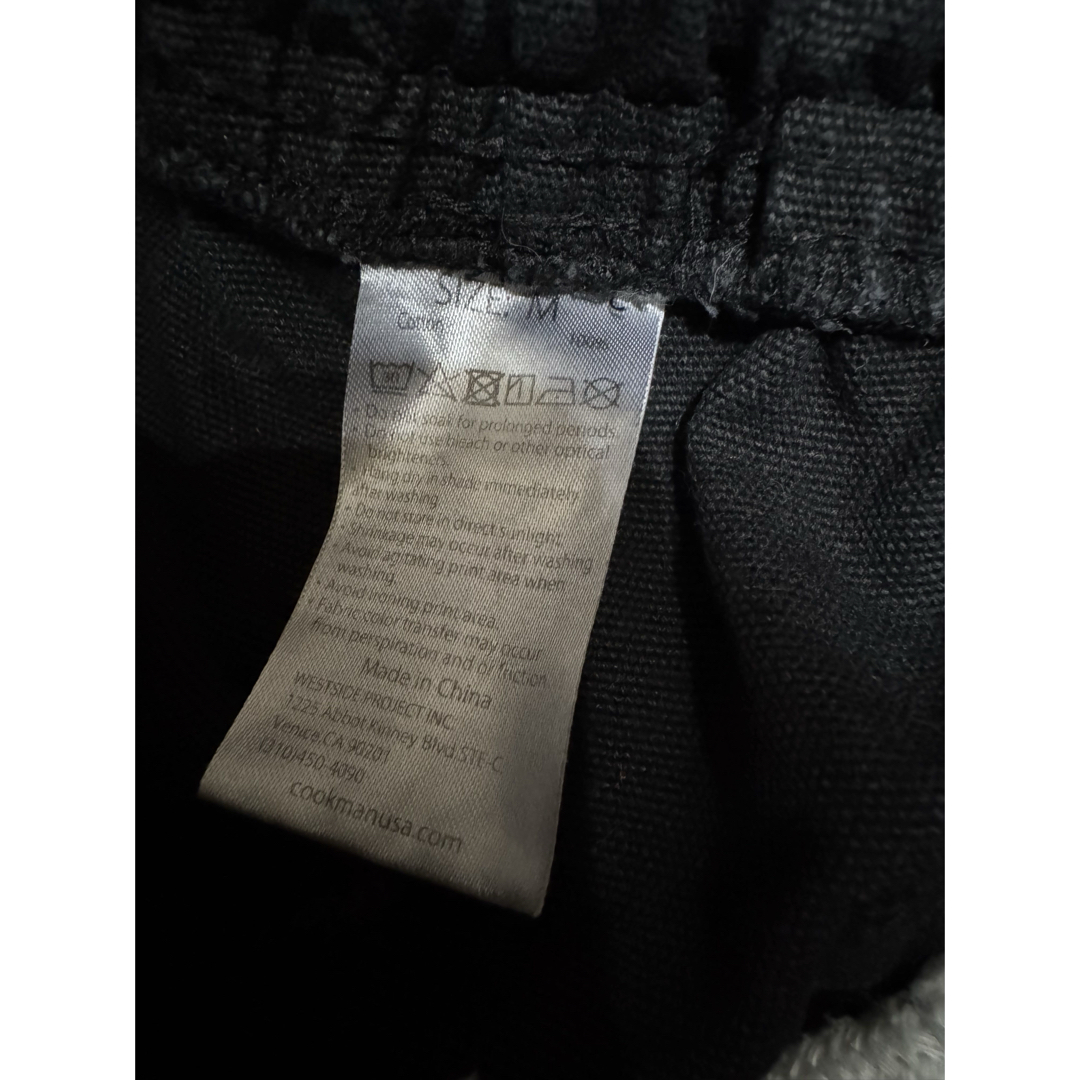 SIZE: M C
Cotton 100%
• Do soak for prolonged periods
Do not use bleach or other optical
brighteners.
• Hang dry in shade immediately
after washing.
• Do not store in direct sunlight.
• Shrinkage may occur after washing
• Avoid agitating print area when
washing.
• Avoid ironing print area.
• Fabric color transfer may occur
from perspiration and or friction.
Made in China
WESTSIDE PROJECT INC
1225 Abbot Kinney Blvd.STE-C
Venice.CA 90201
(310)450-4090
cookmanusa.com